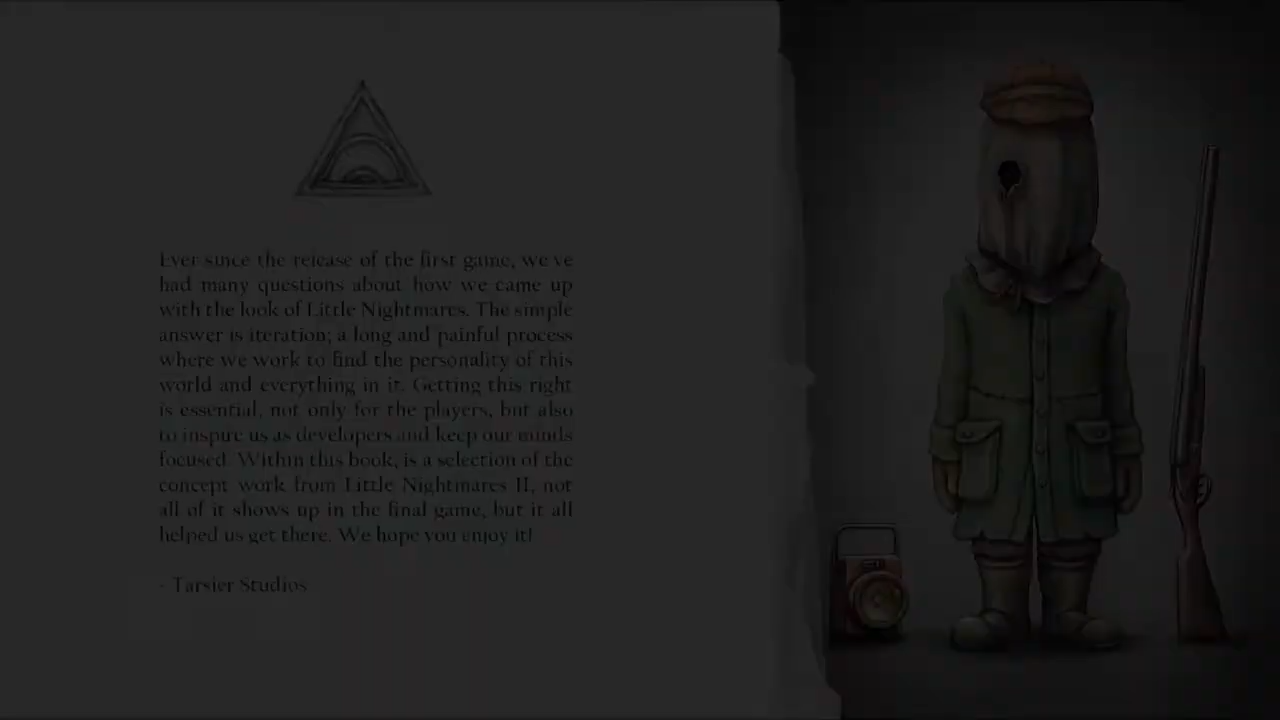 Ever since the release of the first game, we've
had many questions about how we came up
with the look of Little Nightmares. The simple
answer is iteration; a long and painful process
where we work to find the personality of this
world and everything in it. Getting this right
is essential, not only for the players, but also
to inspire us as developers and keep our minds
focused. Within this book, is a selection of the
concept work from Little Nightmares II, not
all of it shows up in the final game, but it all
helped us get there. We hope you enjoy it!
- Tarsier Studios